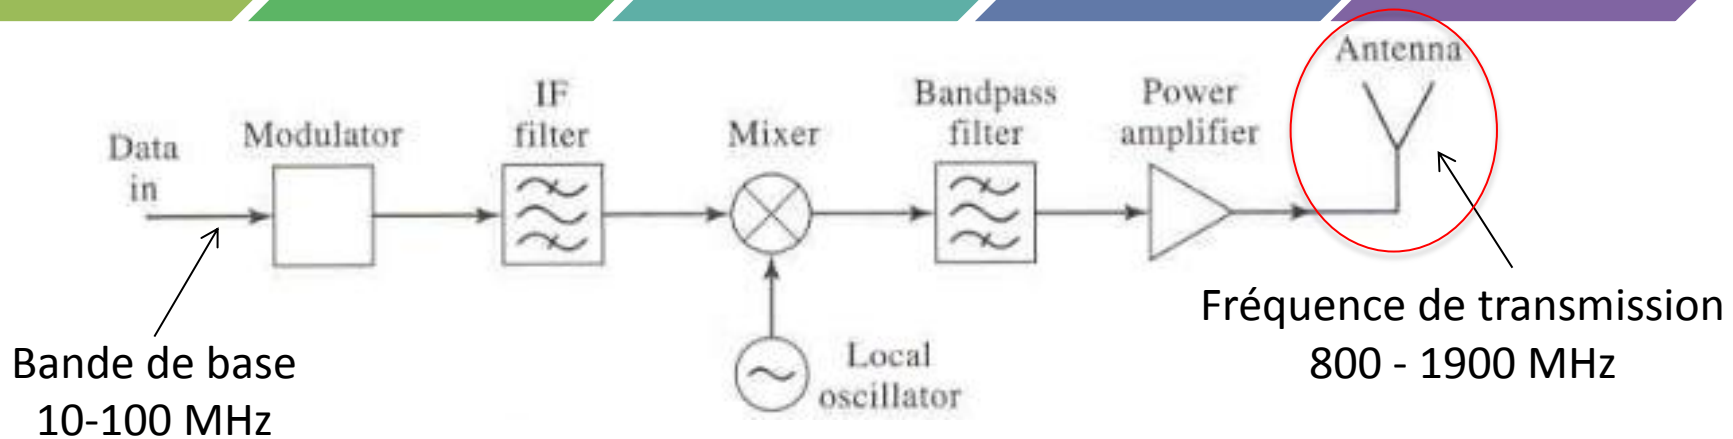 Data
in
Modulator
IF
filter
Mixer
Local
oscillator
Bandpass
filter
Power
amplifier
Antenna
Bande de base
10-100 MHz
Fréquence de transmission
800 - 1900 MHz